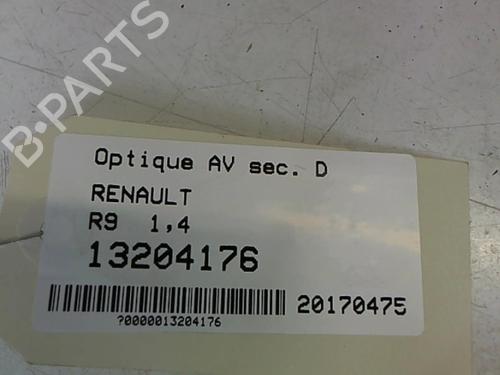 B-PARTS
Optique AV sec. D
RENAULT
R9 1,4
13204176
20170475
?0000013204176